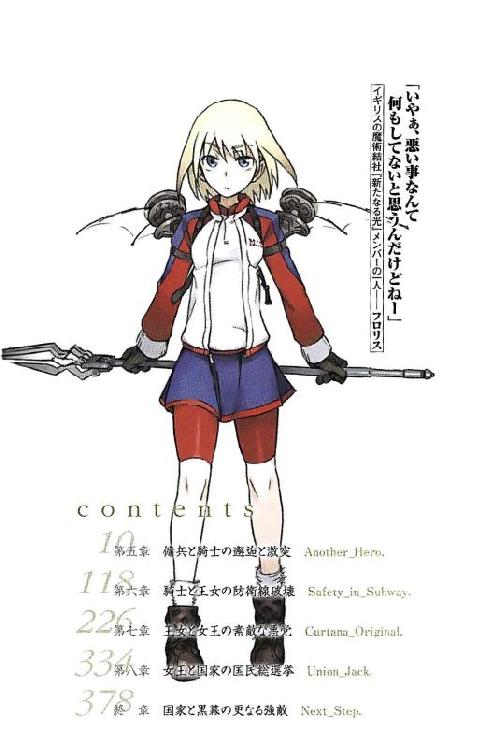 「いやぁ、悪い事なんて
何もしてないと思うんだけどねー」
イギリスの魔術結社「新たなる光」メンバーの一人――フロリス
contents
10 第五章 傭兵と騎士の邂逅と激突 Another_Hero.
118 第六章 騎士と王女の防衛線破壊 Safety_in_Subway.
226 第七章 王女と女王の素敵な悪党 Curtana_Original.
334 第八章 女王と国家の国民総選挙 Union_Jack.
378 終 章 国家と黒幕の更なる強敵 Next_Step.